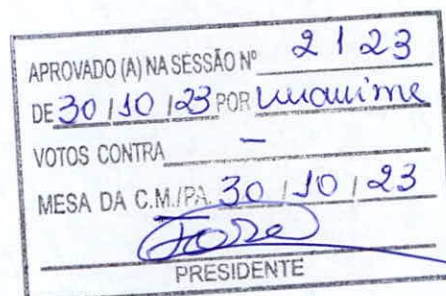 APROVADO (A) NA SESSÃO Nº 2123
DE 30/10/23 POR unanime
VOTOS CONTRA —
MESA DA C.M./PA. 30/10/23
PRESIDENTE